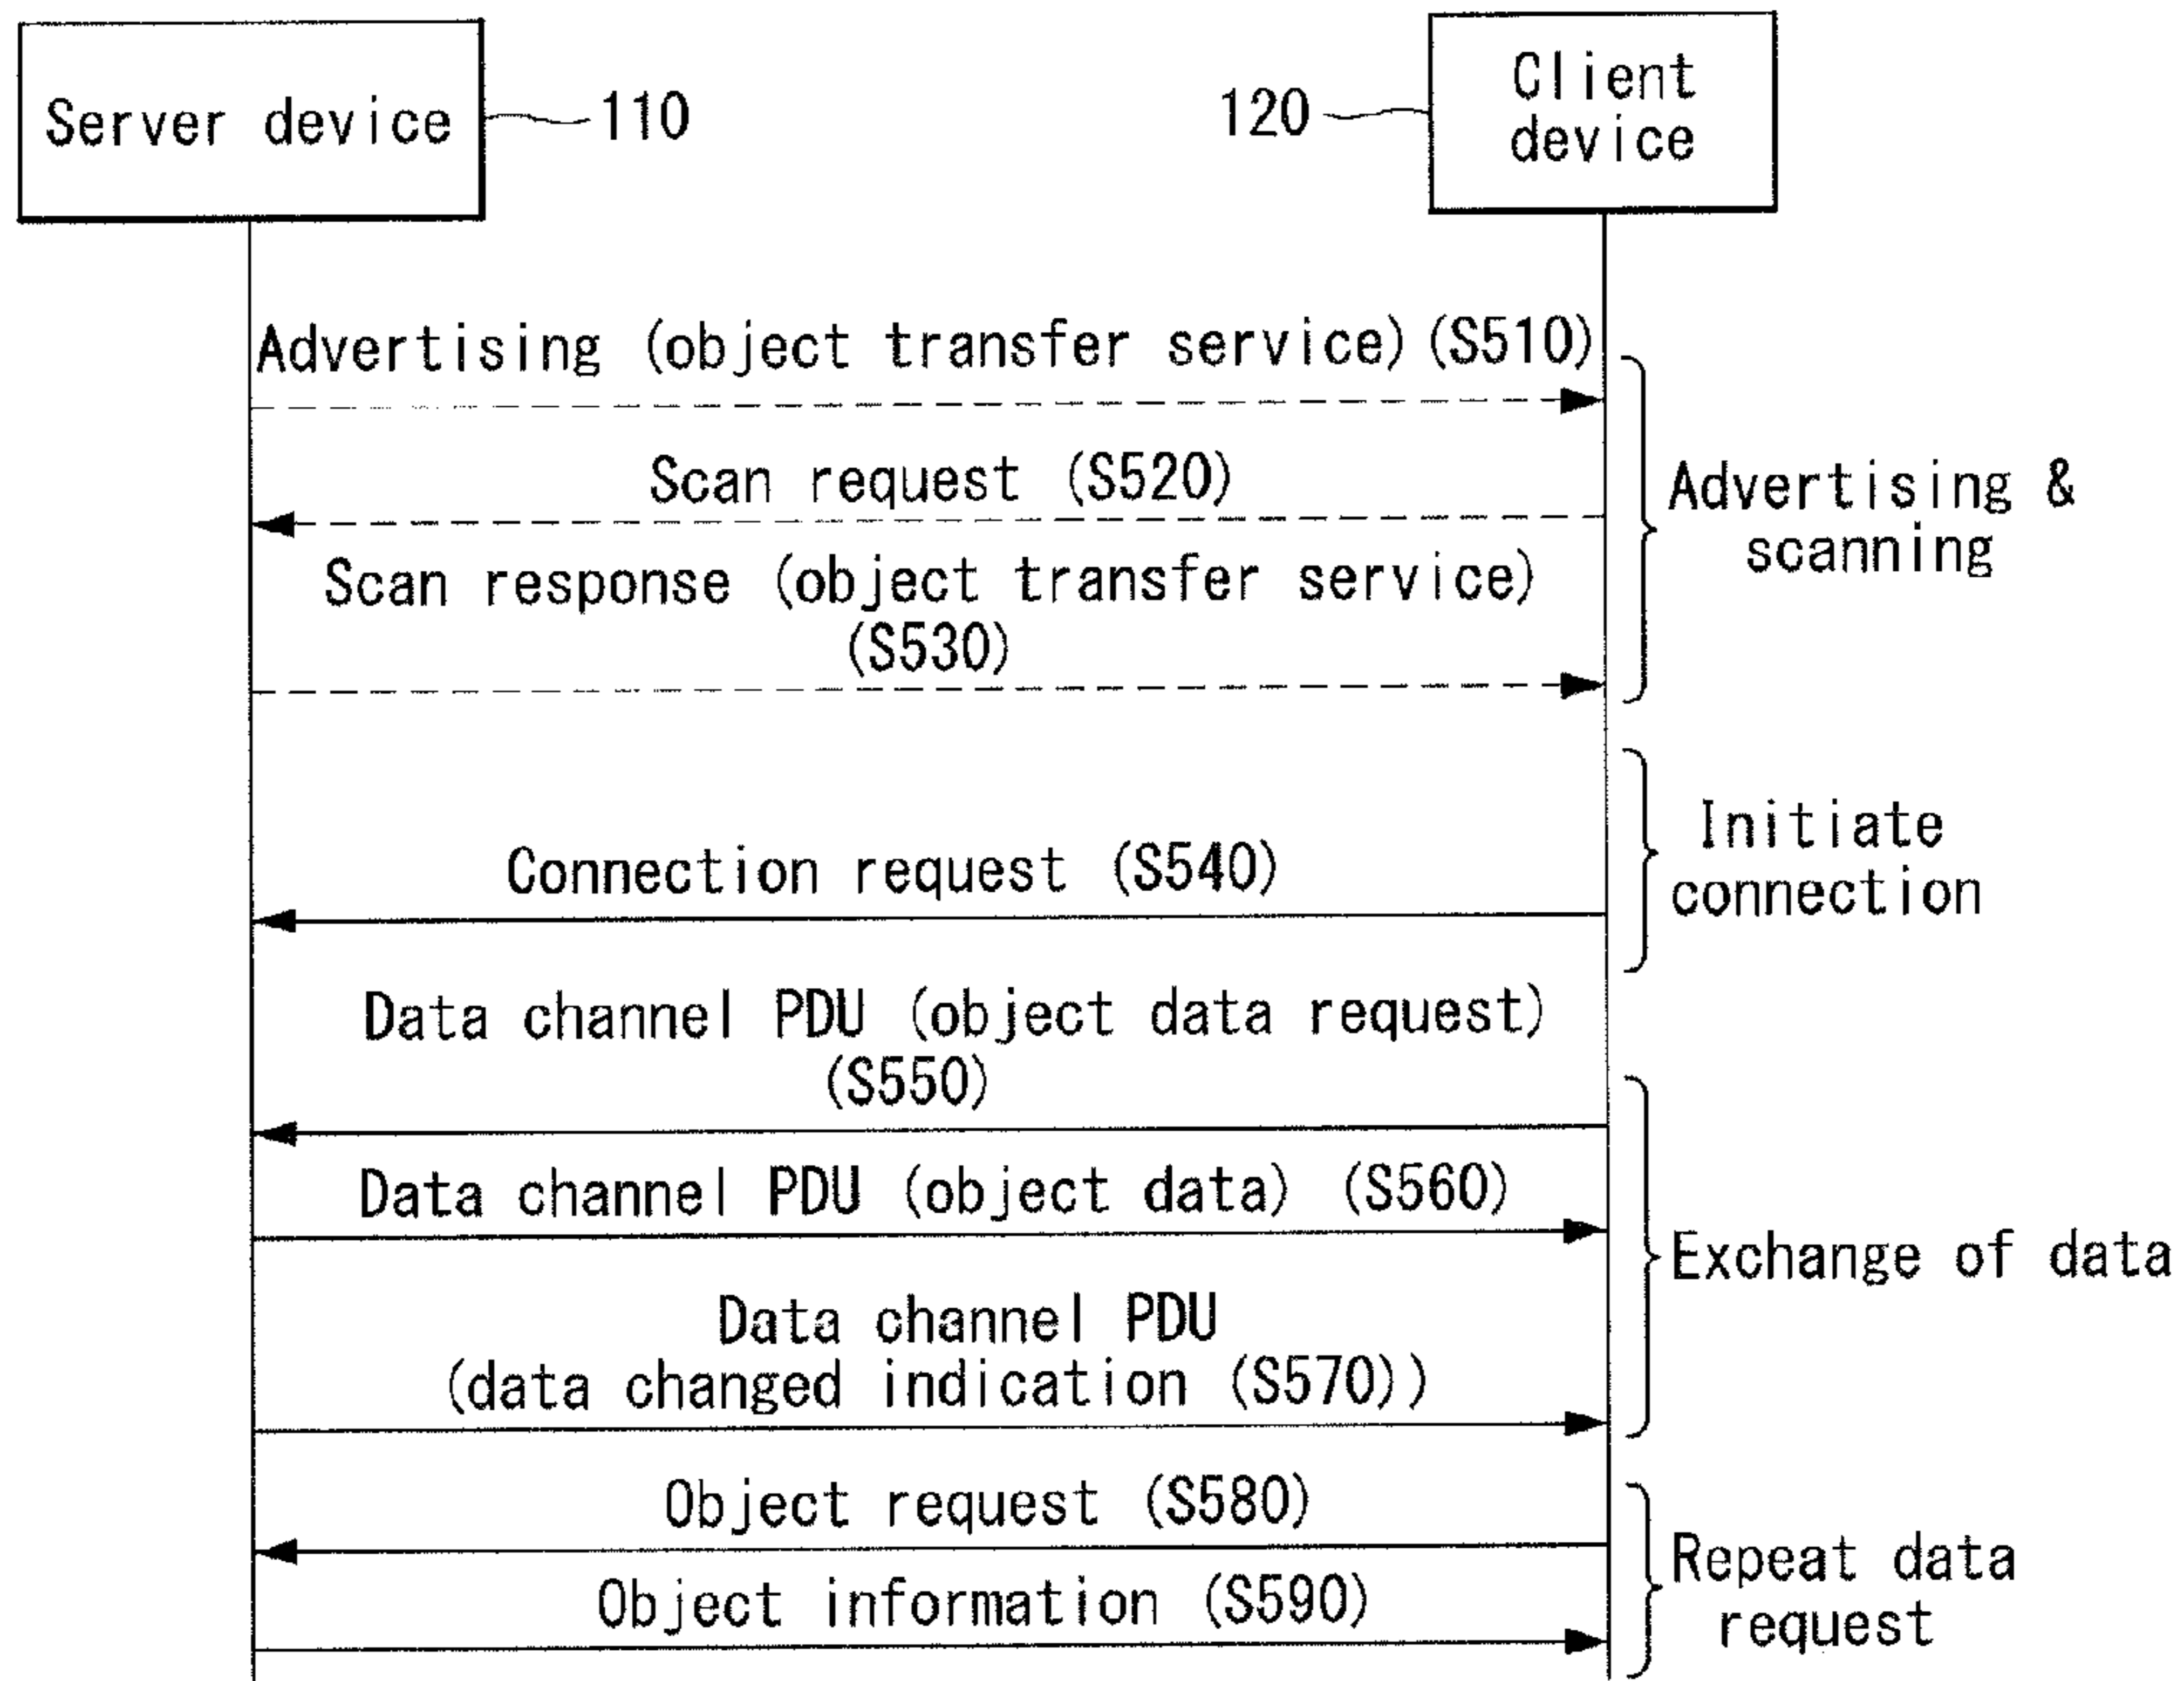 Server device
110
120
Client
device
Advertising (object transfer service) (S510)
Scan request (S520)
Advertising &
scanning
Scan response (object transfer service)
(S530)
Initiate
connection
Connection request (S540)
Data channel PDU (object data request)
(S550)
Data channel PDU (object data) (S560)
Exchange of data
Data channel PDU
(data changed indication (S570))
Object request (S580)
Repeat data
request
Object information (S590)